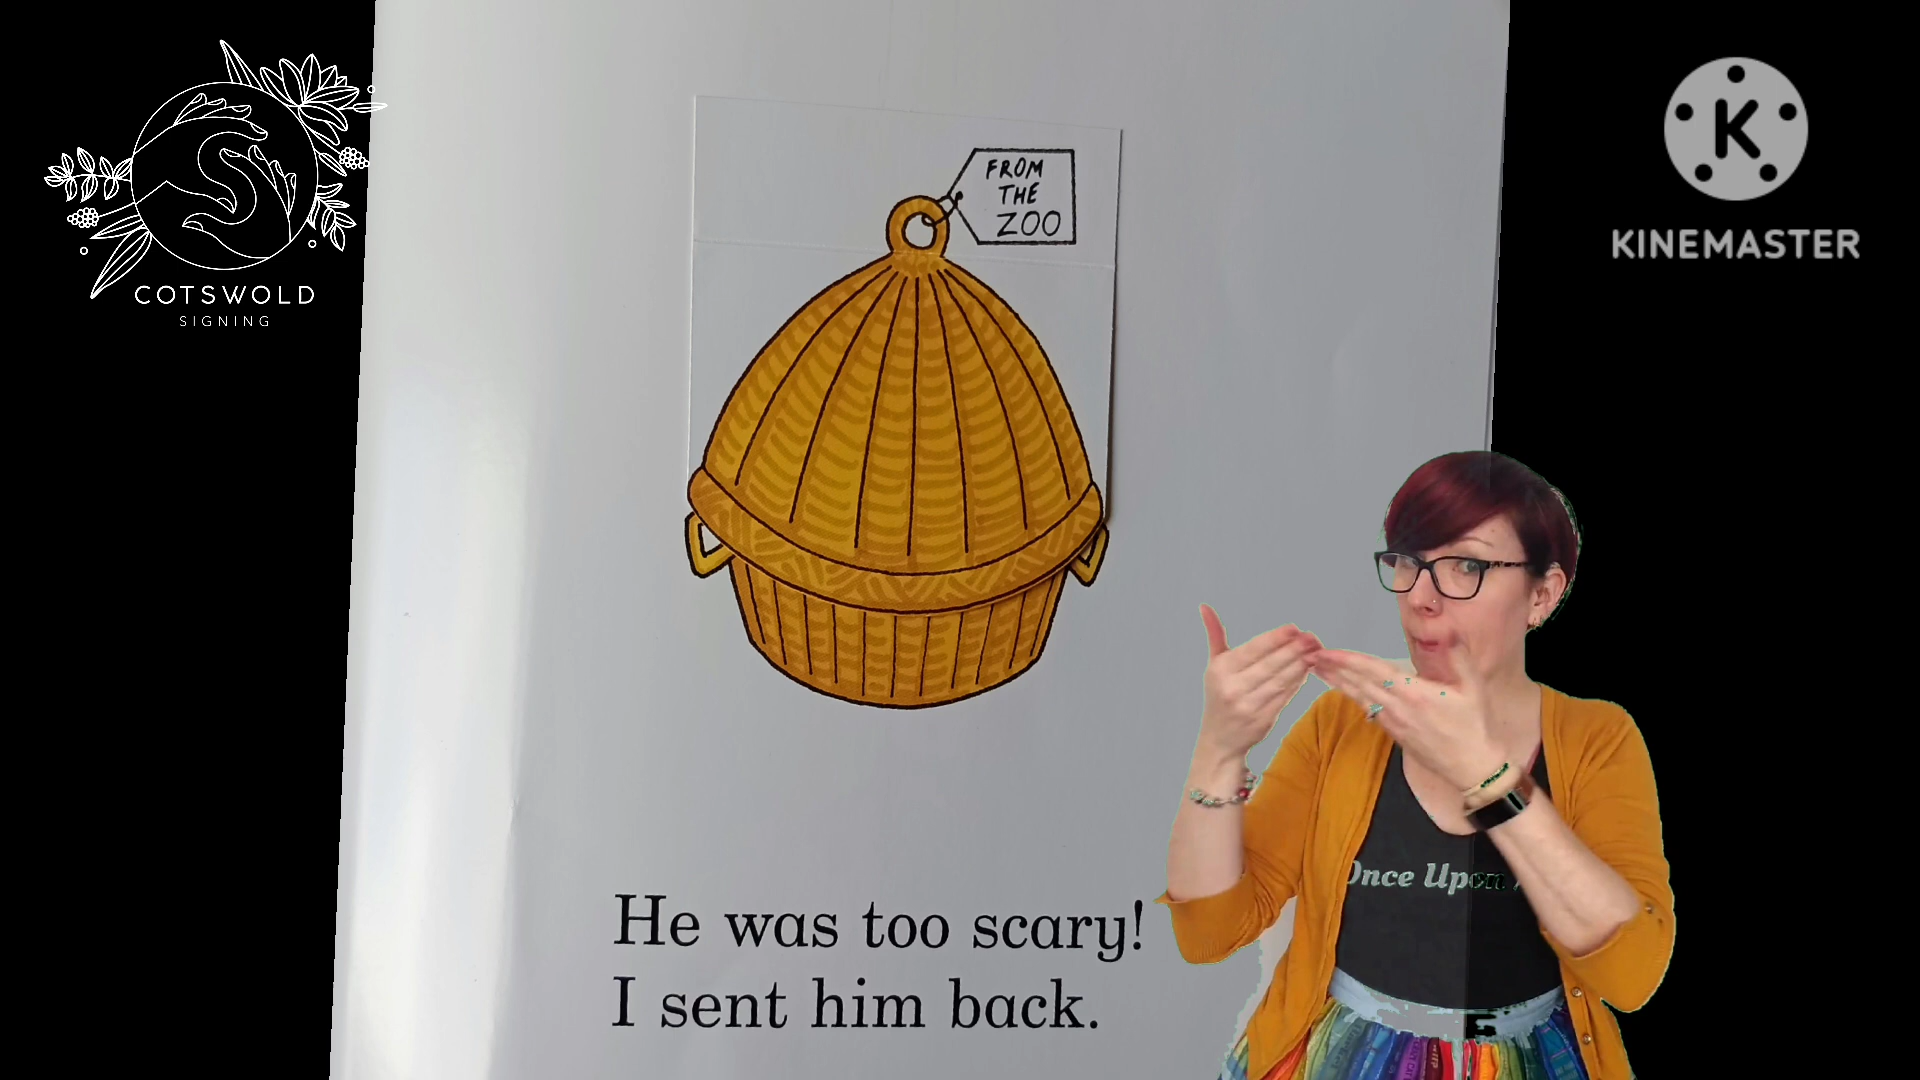 COTSWOLD
SIGNING
K
KINEMASTER
FROM
THE
ZOO
He was too scary!
I sent him back.
Once Upon